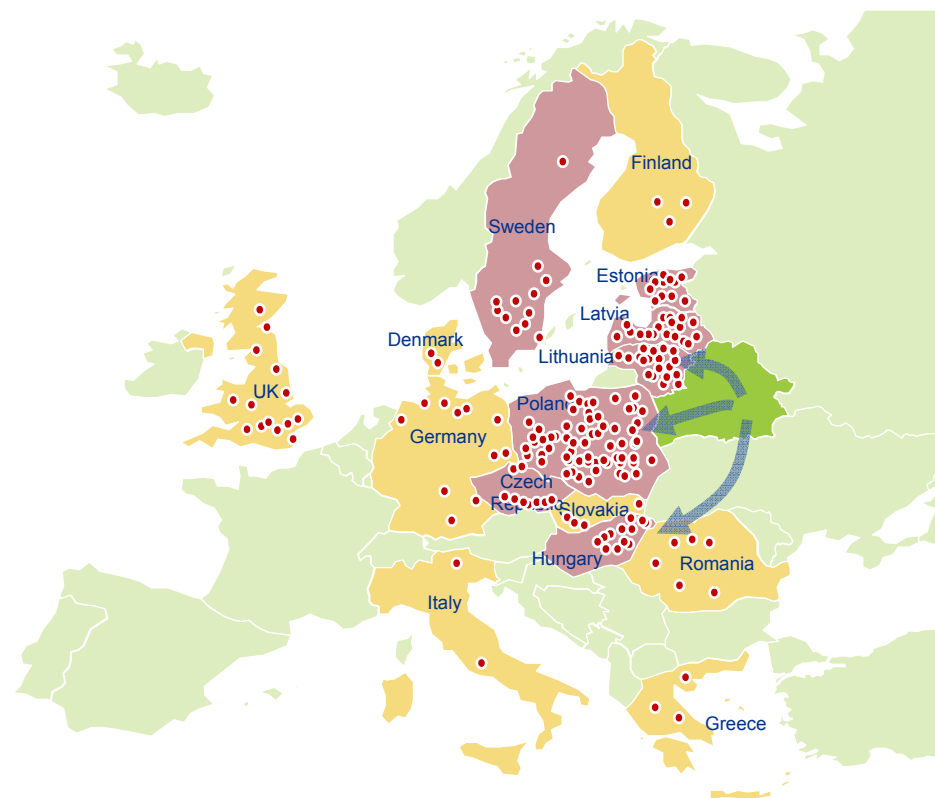 Finland
Sweden
Estonia
Latvia
Denmark
Lithuania
UK
Poland
Germany
Czech
Republic
Slovakia
Hungary
Romania
Italy
Greece